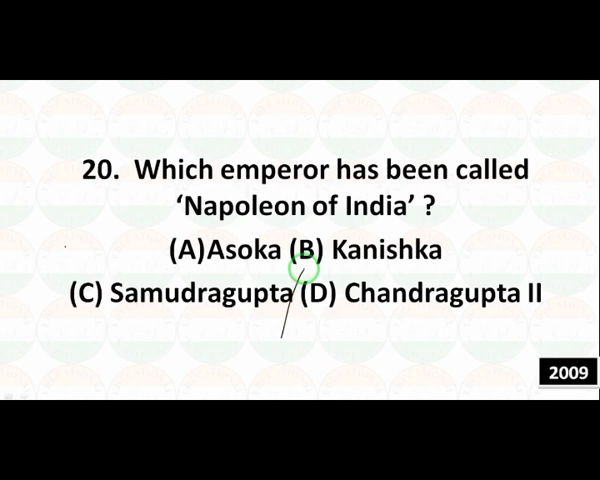 20. Which emperor has been called
‘Napoleon of India’ ?
(A)Asoka (B) Kanishka
(C) Samudragupta (D) Chandragupta II
2009